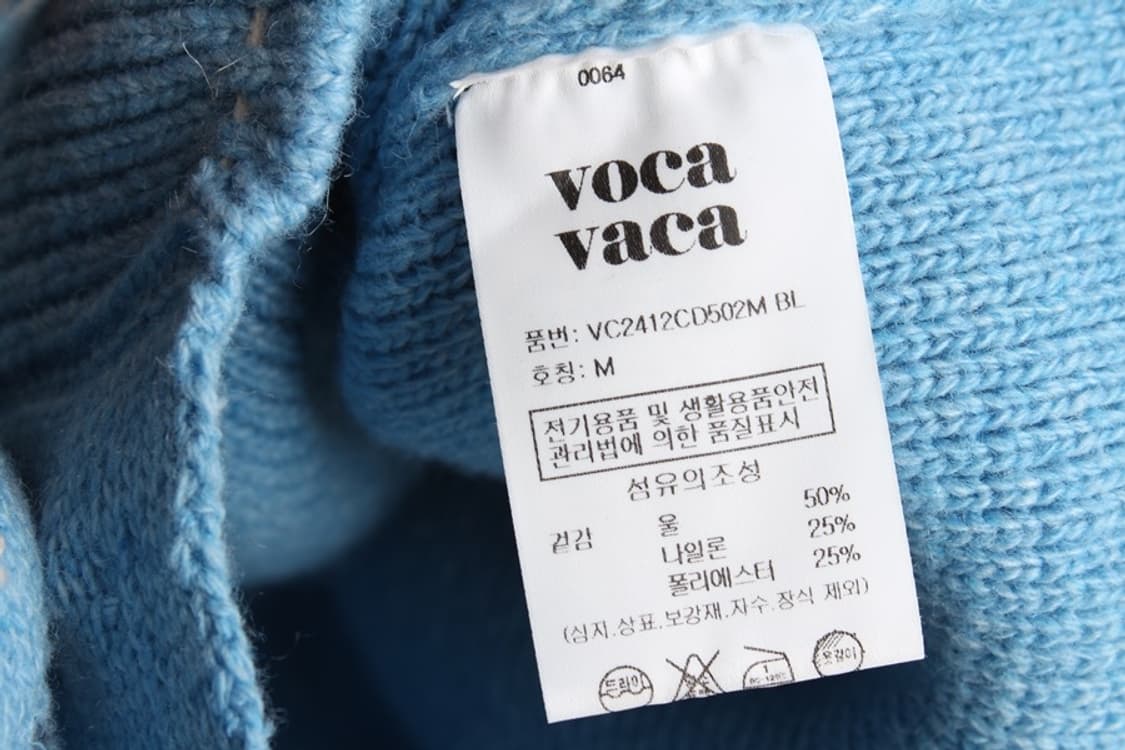 0064
voca
vaca
품번: VC2412CD502M BL
호칭: M
전기용품 및 생활용품안전
관리법에 의한 품질표시
섬유의조성
겉감 울 50%
나일론 25%
폴리에스터 25%
(심지.상표.보강재.자수.장식 제외)
드라이 옷걸이